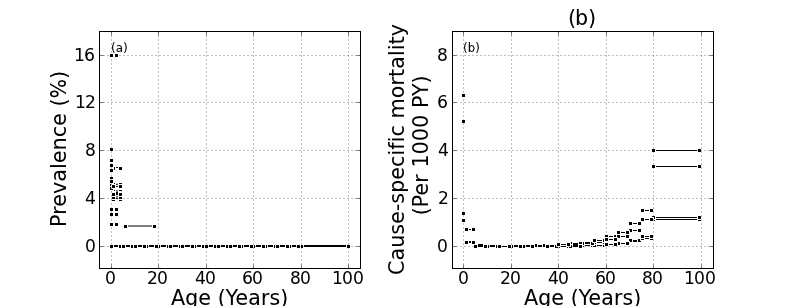 (b)
(a)
(b)
Prevalence (%)
16
12
8
4
0
0 20 40 60 80 100
Age (Years)
Cause-specific mortality
(Per 1000 PY)
8
6
4
2
0
0 20 40 60 80 100
Age (Years)